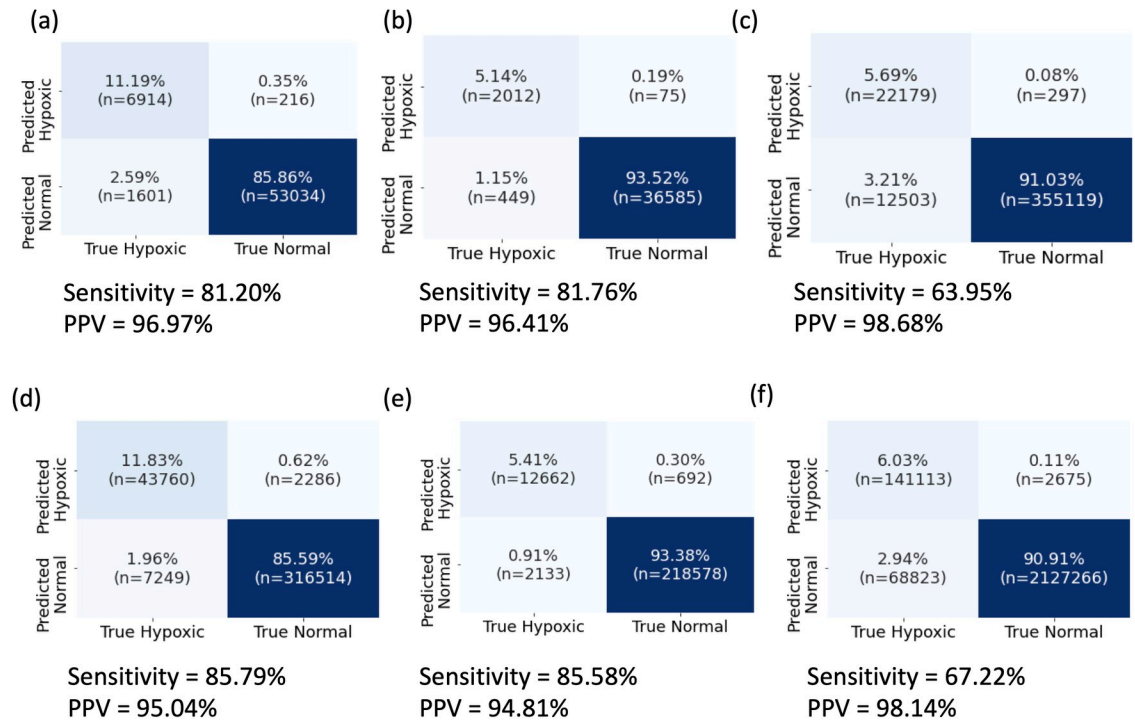 (a)
Predicted
Hypoxic
Predicted
Normal
11.19%
(n=6914)
0.35%
(n=216)
2.59%
(n=1601)
85.86%
(n=53034)
True Hypoxic
True Normal
Sensitivity = 81.20%
PPV = 96.97%
(b)
Predicted
Hypoxic
Predicted
Normal
5.14%
(n=2012)
0.19%
(n=75)
1.15%
(n=449)
93.52%
(n=36585)
True Hypoxic
True Normal
Sensitivity = 81.76%
PPV = 96.41%
(c)
Predicted
Hypoxic
Predicted
Normal
5.69%
(n=22179)
0.08%
(n=297)
3.21%
(n=12503)
91.03%
(n=355119)
True Hypoxic
True Normal
Sensitivity = 63.95%
PPV = 98.68%
(d)
Predicted
Hypoxic
Predicted
Normal
11.83%
(n=43760)
0.62%
(n=2286)
1.96%
(n=7249)
85.59%
(n=316514)
True Hypoxic
True Normal
Sensitivity = 85.79%
PPV = 95.04%
(e)
Predicted
Hypoxic
Predicted
Normal
5.41%
(n=12662)
0.30%
(n=692)
0.91%
(n=2133)
93.38%
(n=218578)
True Hypoxic
True Normal
Sensitivity = 85.58%
PPV = 94.81%
(f)
Predicted
Hypoxic
Predicted
Normal
6.03%
(n=141113)
0.11%
(n=2675)
2.94%
(n=68823)
90.91%
(n=2127266)
True Hypoxic
True Normal
Sensitivity = 67.22%
PPV = 98.14%